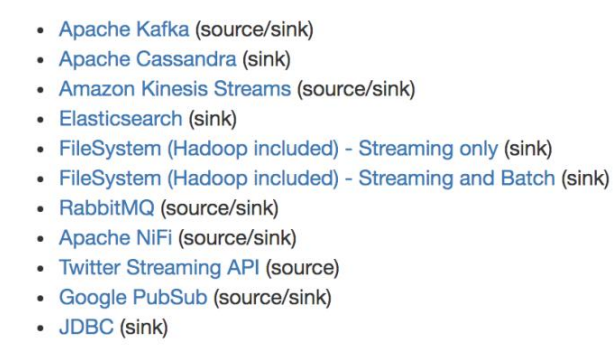 • Apache Kafka (source/sink)
• Apache Cassandra (sink)
• Amazon Kinesis Streams (source/sink)
• Elasticsearch (sink)
• FileSystem (Hadoop included) - Streaming only (sink)
• FileSystem (Hadoop included) - Streaming and Batch (sink)
• RabbitMQ (source/sink)
• Apache NiFi (source/sink)
• Twitter Streaming API (source)
• Google PubSub (source/sink)
• JDBC (sink)